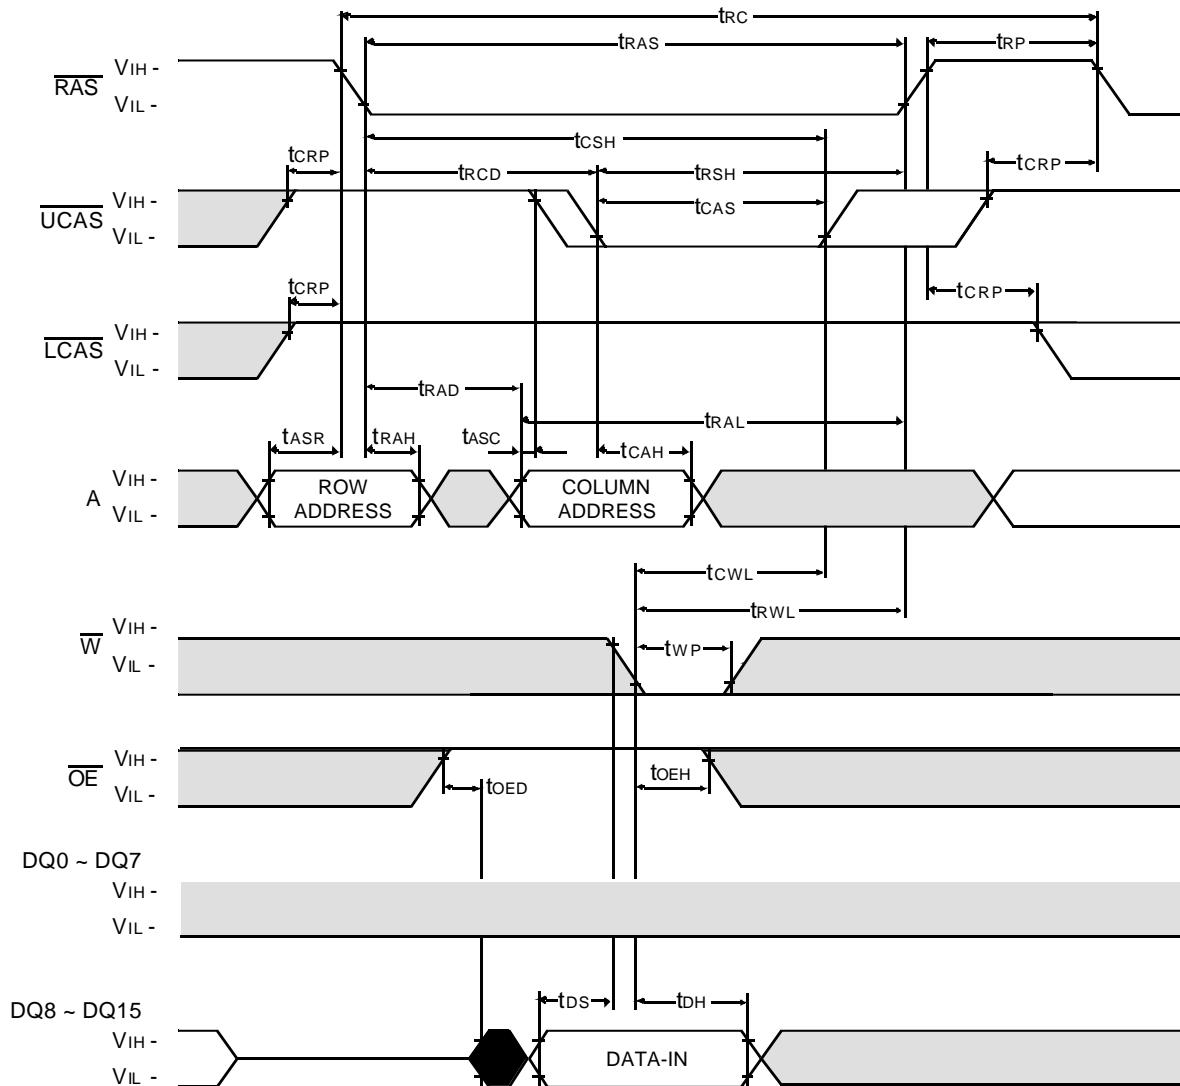 tRC
tRAS
tRP
RAS
VIH -
VIL -
tCSH
tCRP
tRCD
tRSH
tCRP
UCAS
VIH -
VIL -
tCAS
tCRP
tCRP
LCAS
VIH -
VIL -
tRAD
tRAL
tASR
tRAH
tASC
tCAH
A
VIH -
VIL -
ROW
ADDRESS
COLUMN
ADDRESS
tCWL
tRWL
W
VIH -
VIL -
tWP
OE
VIH -
VIL -
tOED
tOEH
DQ0 ~ DQ7
VIH -
VIL -
DQ8 ~ DQ15
tDS
tDH
VIH -
VIL -
DATA-IN